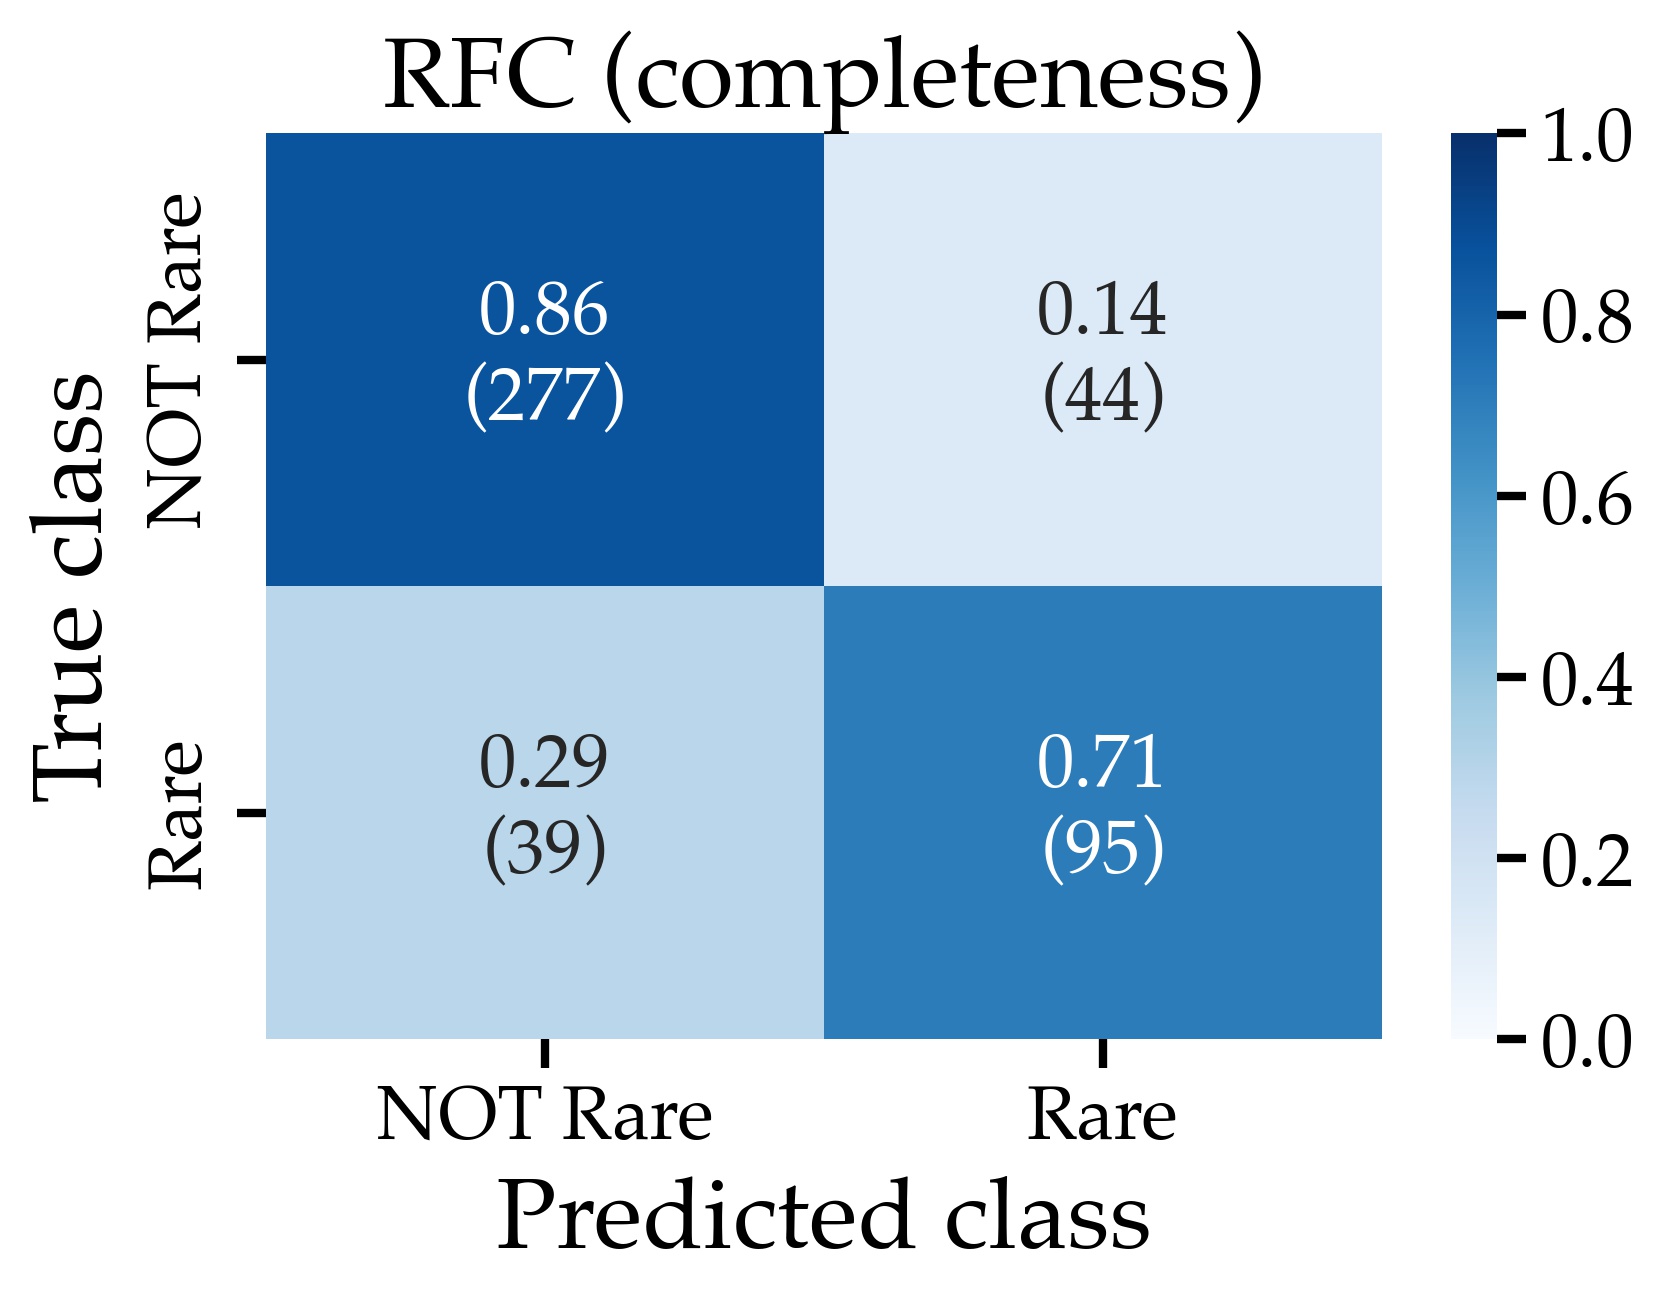 RFC (completeness)
True class
NOT Rare
Rare
0.86
(277)
0.14
(44)
0.29
(39)
0.71
(95)
NOT Rare
Rare
Predicted class
1.0
0.8
0.6
0.4
0.2
0.0